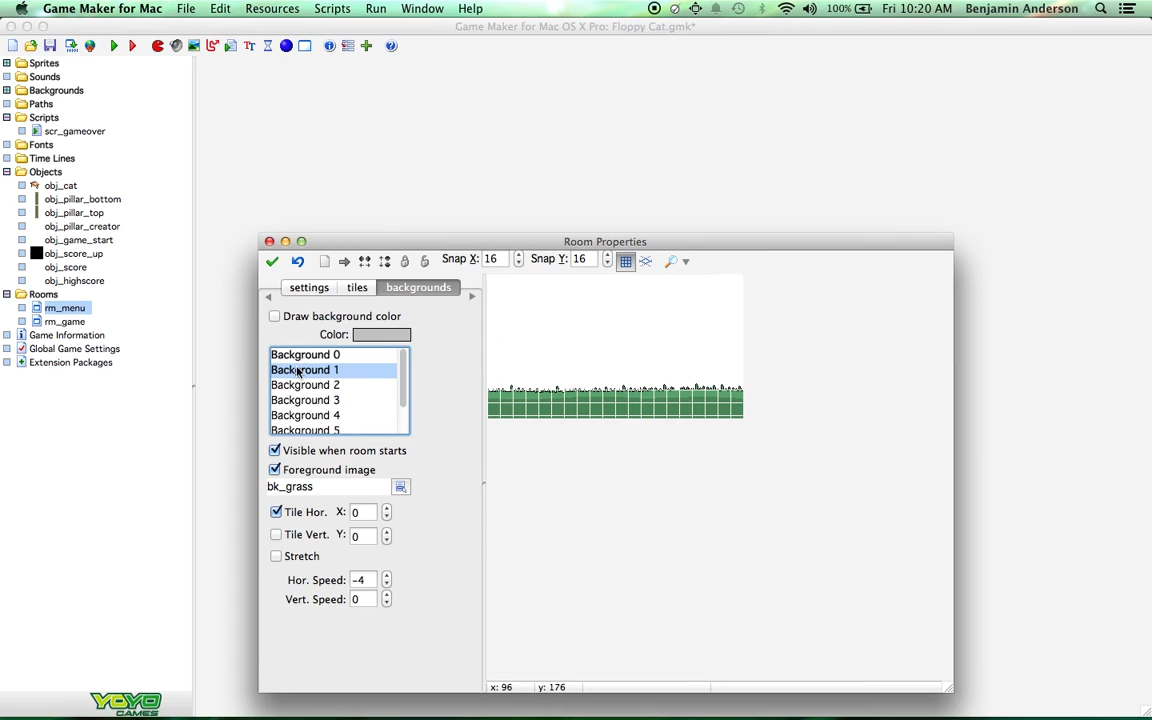 Game Maker for Mac File Edit Resources Scripts Run Window Help 100% Fri 10:20 AM Benjamin Anderson
Game Maker for Mac OS X Pro: Floppy Cat.gmk*
Sprites
Sounds
Backgrounds
Paths
Scripts
scr_gameover
Fonts
Time Lines
Objects
obj_cat
obj_pillar_bottom
obj_pillar_top
obj_pillar_creator
obj_game_start
obj_score_up
obj_score
obj_highscore
Rooms
rm_menu
rm_game
Game Information
Global Game Settings
Extension Packages
YOYO
GAMES
Room Properties
Snap X: 16 Snap Y: 16
settings tiles backgrounds
Draw background color
Color:
Background 0
Background 1
Background 2
Background 3
Background 4
Background 5
Visible when room starts
Foreground image
bk_grass
Tile Hor. X: 0
Tile Vert. Y: 0
Stretch
Hor. Speed: -4
Vert. Speed: 0
x: 96 y: 176